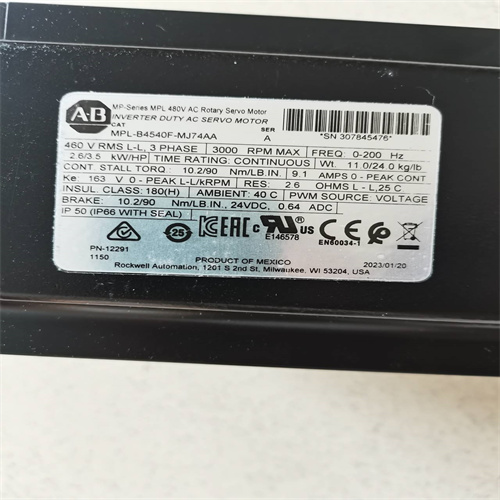 AB
MP-Series MPL 480V AC Rotary Servo Motor
INVERTER DUTY AC SERVO MOTOR
CAT. SER
MPL-B4540F-MJ74AA A
*SN 307845476*
460 V RMS L-L, 3 PHASE 3000 RPM MAX FREQ: 0-200 Hz
2.6/3.5 kW/HP TIME RATING: CONTINUOUS Wt. 11.0/24.0 kg/lb
CONT. STALL TORQ: 10.2/90 Nm/LB.IN. 9.1 AMPS 0 - PEAK CONT
Ke: 163 V 0 - PEAK L-L/kRPM RES: 2.6 OHMS L - L,25 C
INSUL. CLASS: 180(H) AMBIENT: 40 C PWM SOURCE: VOLTAGE
BRAKE: 10.2/90 Nm/LB.IN., 24VDC, 0.64 ADC
IP 50 (IP66 WITH SEAL)
25 EAC c RU US CE
E146578 EN60034-1
PN-12291
1150
PRODUCT OF MEXICO
Rockwell Automation, 1201 S 2nd St, Milwaukee, WI 53204, USA
2023/01/20